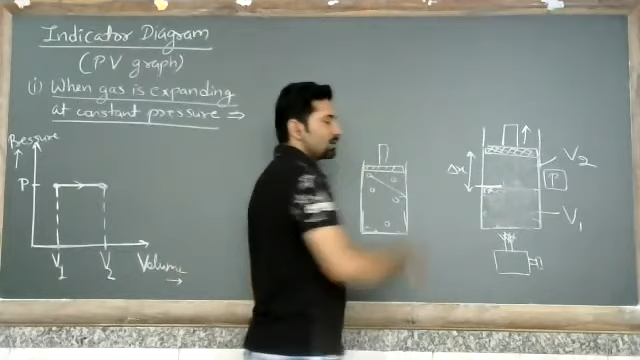 Indicator Diagram
(PV graph)
(i) When gas is expanding
at constant pressure ⇒
Pressure
P
V1
V2
Volume
Δx
V2
P
V1